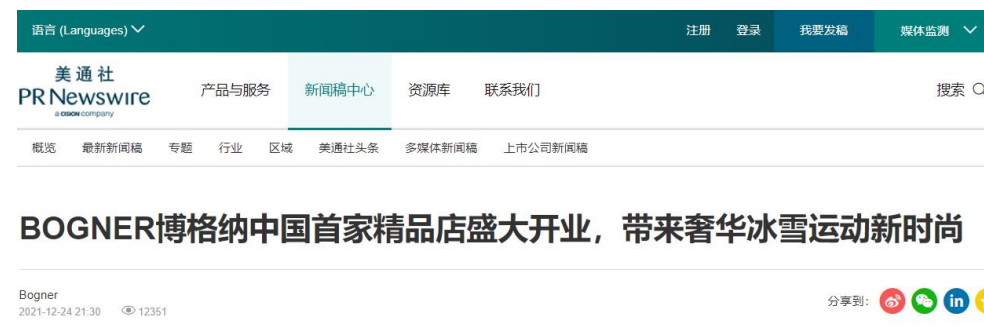 语言 (Languages)
注册 登录 我要发稿 媒体监测
美通社
PR Newswire
a CISION company
产品与服务 新闻稿中心 资源库 联系我们 搜索
概览 最新新闻稿 专题 行业 区域 美通社头条 多媒体新闻稿 上市公司新闻稿
BOGNER博格纳中国首家精品店盛大开业，带来奢华冰雪运动新时尚
Bogner
2021-12-24 21:30 12351
分享到: in